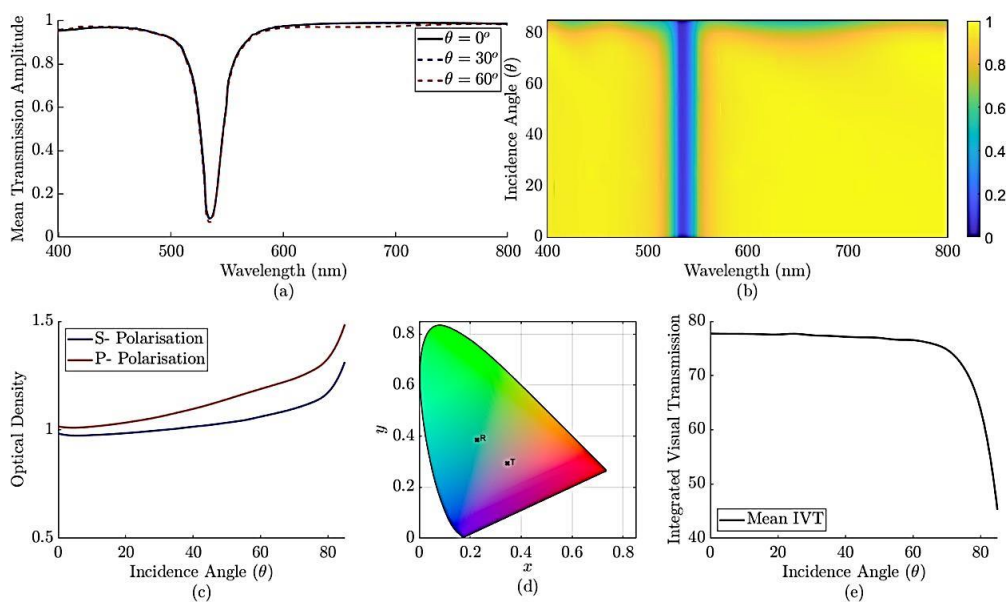 Mean Transmission Amplitude
1
0.8
0.6
0.4
0.2
0
400
500
600
700
800
Wavelength (nm)
(a)
θ = 0°
θ = 30°
θ = 60°
Incidence Angle (θ)
80
60
40
20
0
400
500
600
700
800
Wavelength (nm)
(b)
1
0.8
0.6
0.4
0.2
0
Optical Density
1.5
1
0.5
0
20
40
60
80
Incidence Angle (θ)
(c)
S- Polarisation
P- Polarisation
y
0.8
0.6
0.4
0.2
0
0
0.2
0.4
0.6
0.8
x
(d)
R
T
Integrated Visual Transmission
80
70
60
50
40
0
20
40
60
80
Incidence Angle (θ)
(e)
Mean IVT